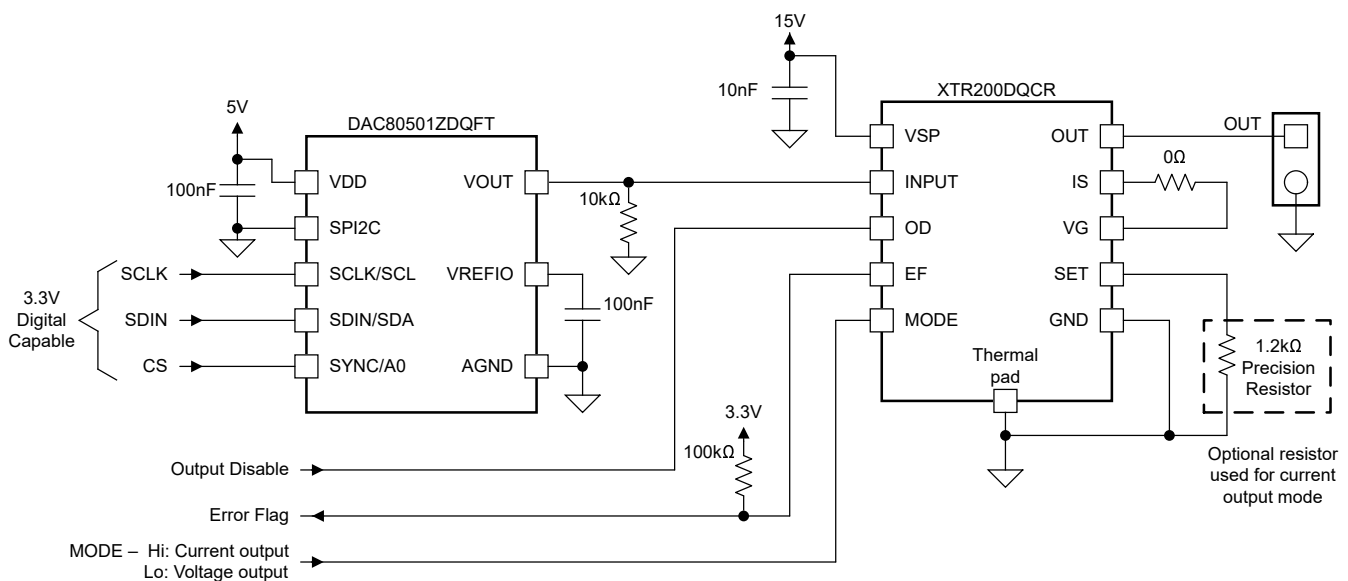 15V
10nF
XTR200DQCR
VSP
INPUT
OD
EF
MODE
OUT
IS
VG
SET
GND
Thermal
pad
OUT
0Ω
1.2kΩ
Precision
Resistor
Optional resistor
used for current
output mode
5V
100nF
DAC80501ZDQFT
VDD
SPI2C
SCLK/SCL
SDIN/SDA
SYNC/A0
VOUT
VREFIO
AGND
10kΩ
100nF
3.3V
Digital
Capable
SCLK
SDIN
CS
3.3V
100kΩ
Output Disable
Error Flag
MODE – Hi: Current output
Lo: Voltage output